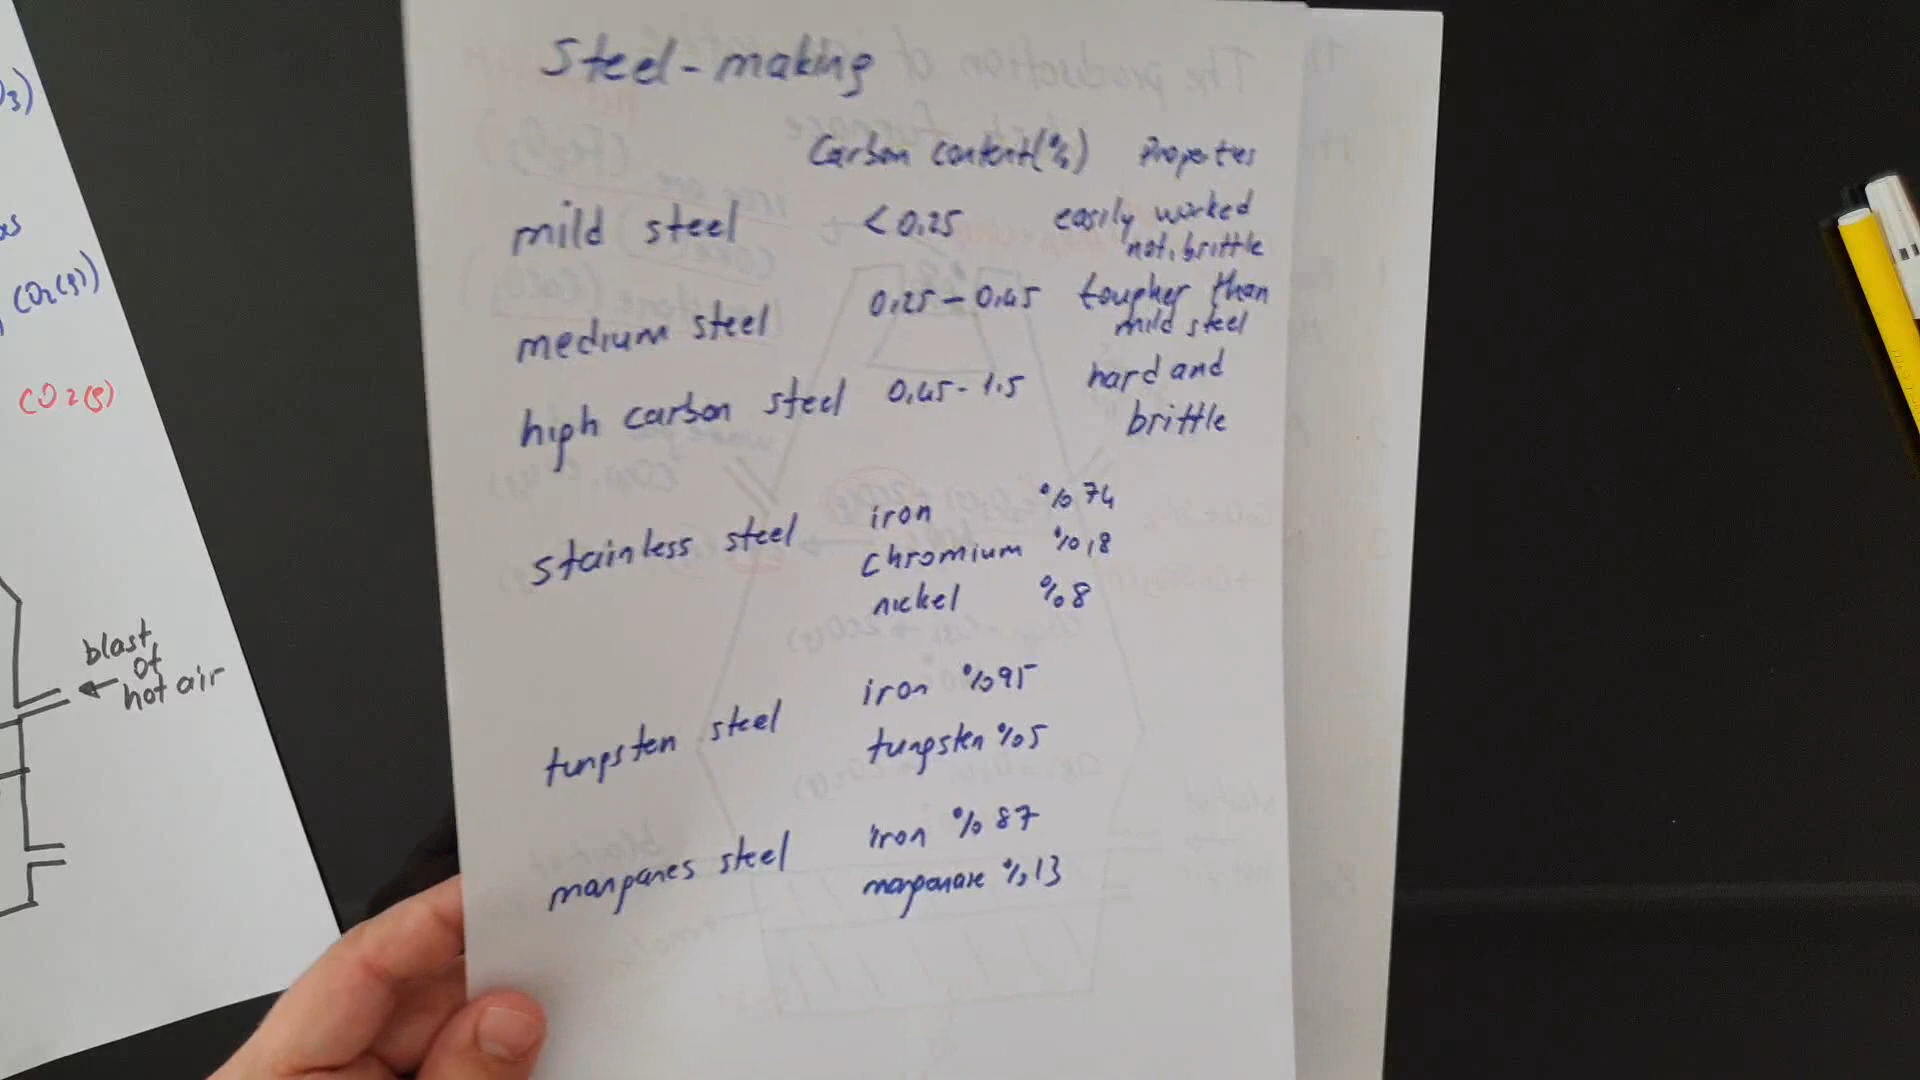 Steel-making
Carbon content(%) Properties
mild steel <0,25 easily worked
not, brittle
medium steel 0,25 - 0,45 tougher than
mild steel
high carbon steel 0,45 - 1.5 hard and
brittle
stainless steel iron %74
chromium %18
nickel %8
tungsten steel iron %95
tungsten %5
manganes steel iron %87
manganase %13
CO2(g)
CO2(g)
blast
of
hot air